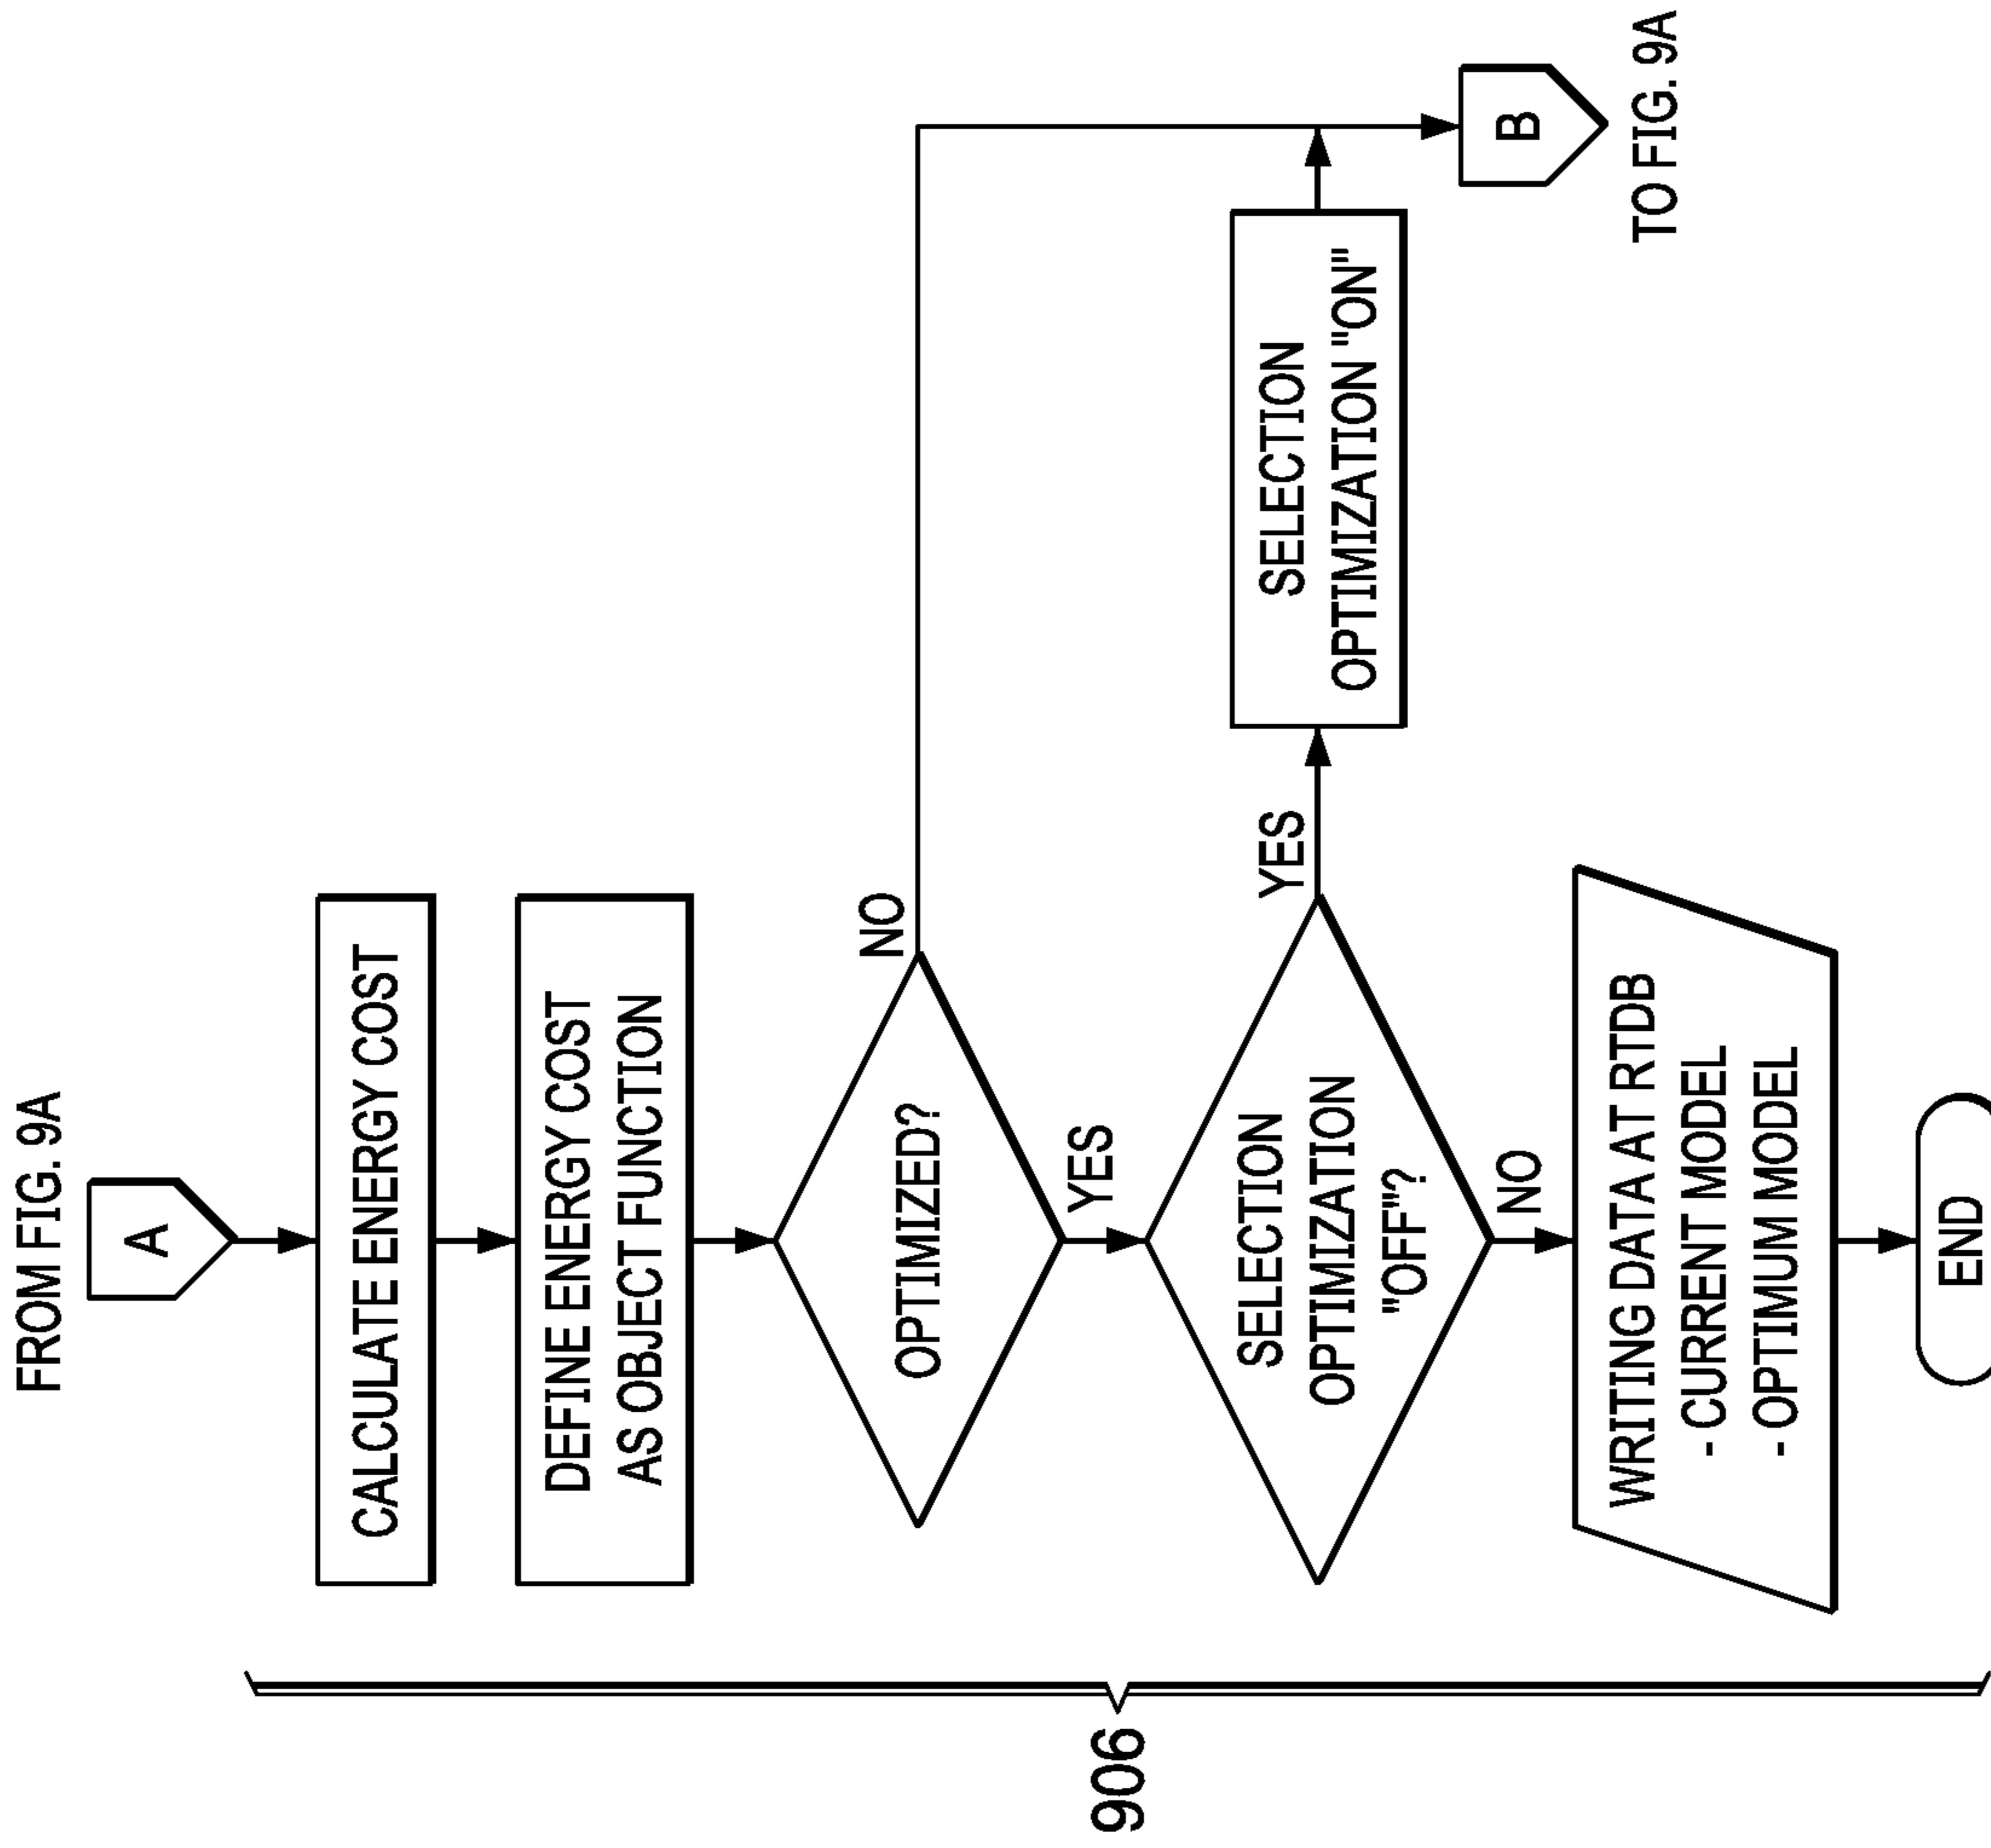 FROM FIG. 9A
A
CALCULATE ENERGY COST
DEFINE ENERGY COST
AS OBJECT FUNCTION
OPTIMIZED?
NO
YES
SELECTION
OPTIMIZATION
"OFF"?
YES
SELECTION
OPTIMIZATION "ON"
B
TO FIG. 9A
NO
WRITING DATA AT RTDB
- CURRENT MODEL
- OPTIMUM MODEL
END
906